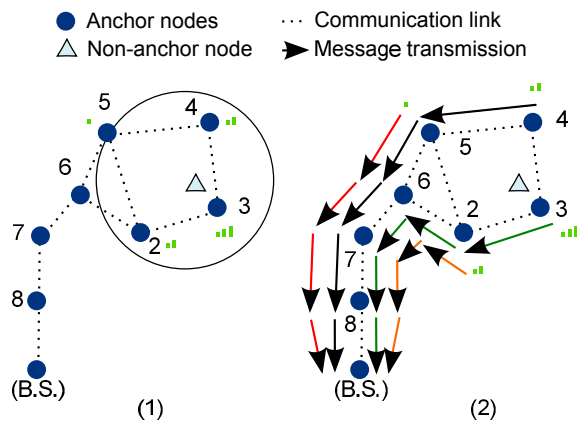 Anchor nodes
Communication link
Non-anchor node
Message transmission
5
4
6
3
2
7
8
(B.S.)
(1)
4
5
6
2
3
7
8
(B.S.)
(2)